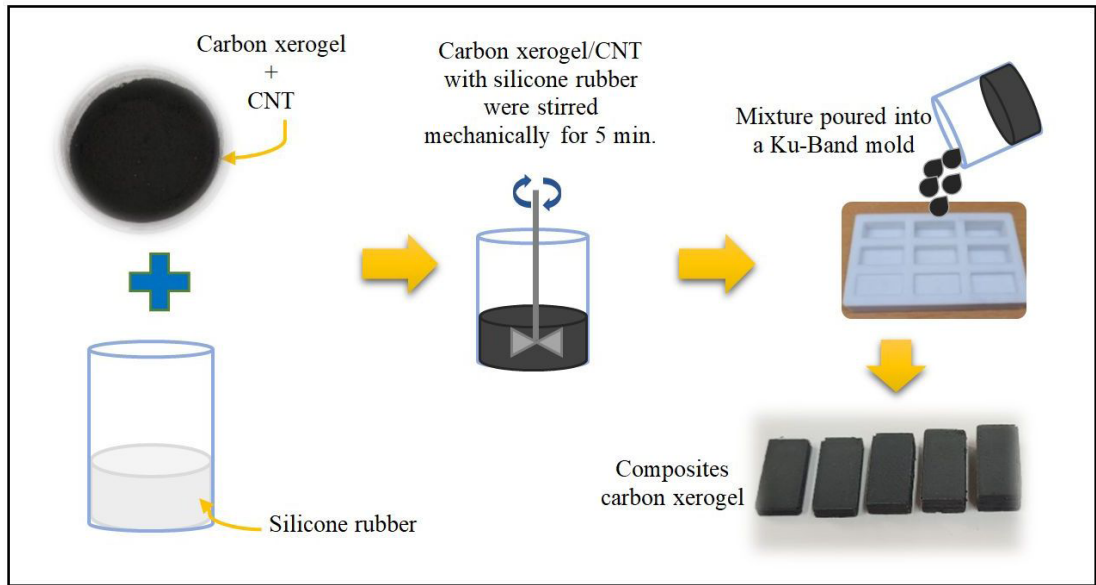 Carbon xerogel
+
CNT
Silicone rubber
Carbon xerogel/CNT
with silicone rubber
were stirred
mechanically for 5 min.
Mixture poured into
a Ku-Band mold
Composites
carbon xerogel